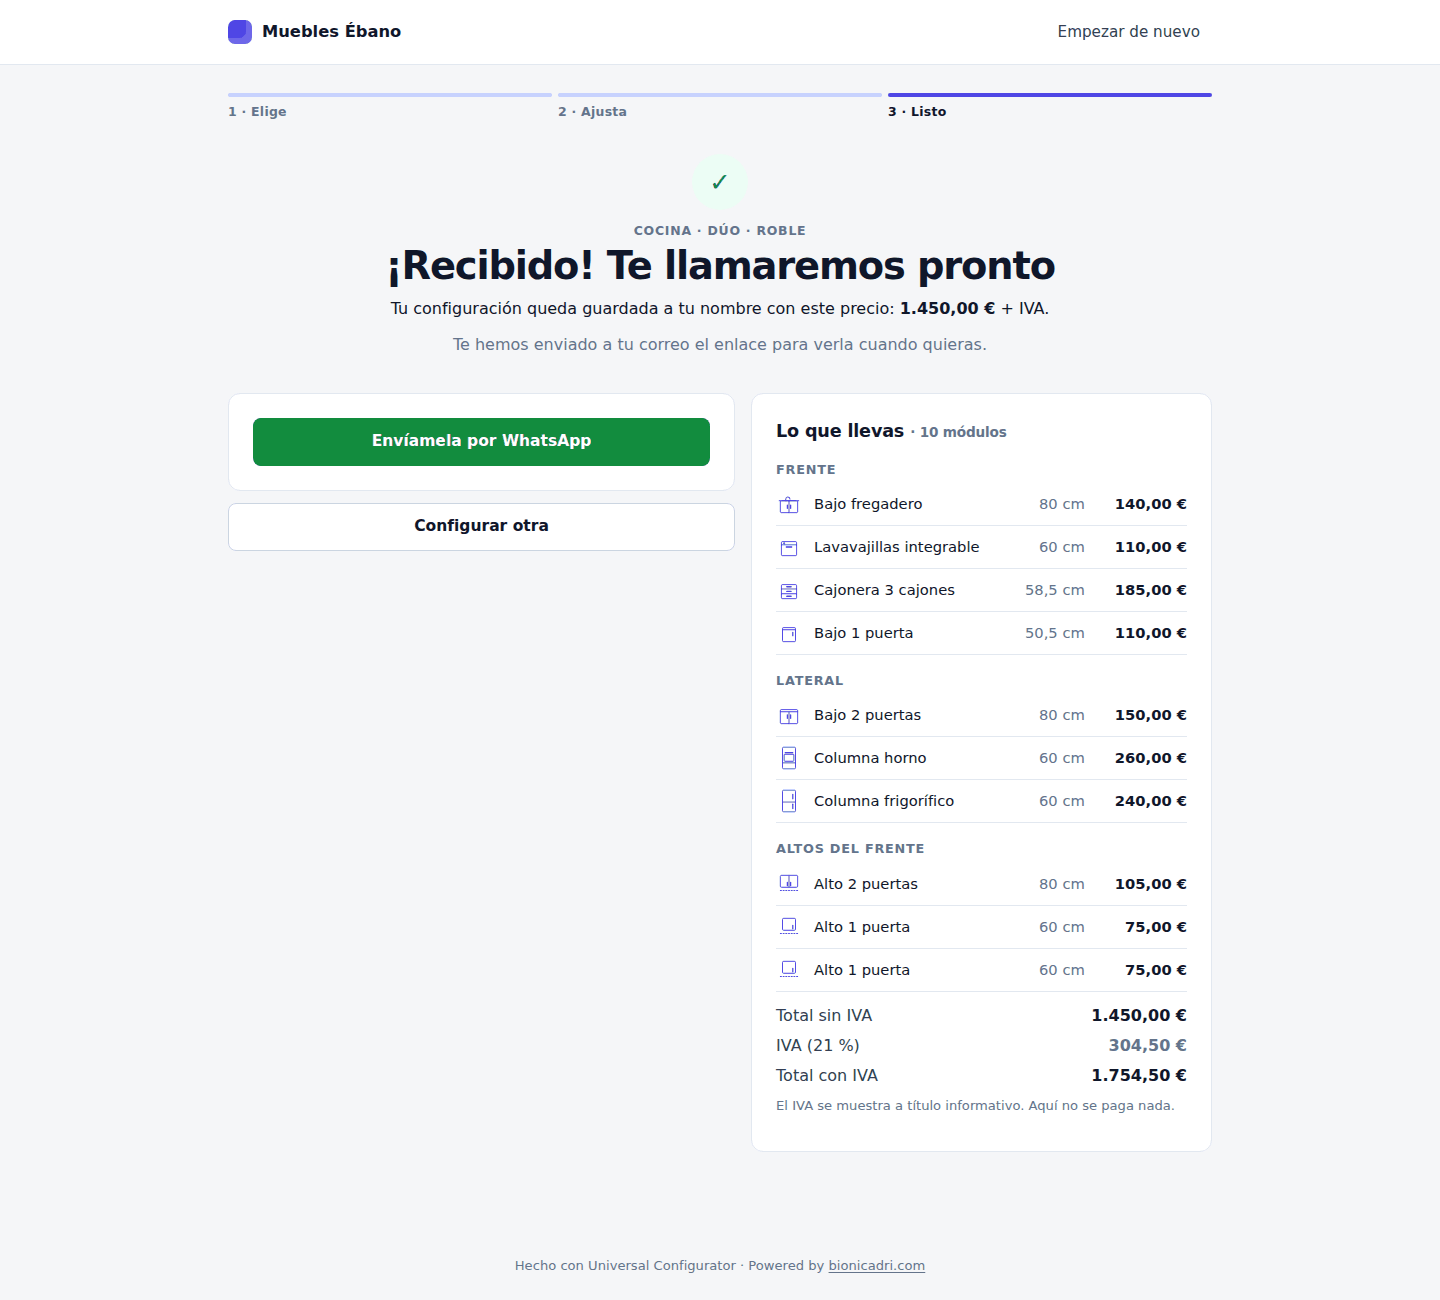 Muebles Ébano
Empezar de nuevo
1 · Elige
2 · Ajusta
3 · Listo
✓
COCINA · DÚO · ROBLE
¡Recibido! Te llamaremos pronto
Tu configuración queda guardada a tu nombre con este precio: 1.450,00 € + IVA.
Te hemos enviado a tu correo el enlace para verla cuando quieras.
Envíamela por WhatsApp
Configurar otra
Lo que llevas · 10 módulos
FRENTE
Bajo fregadero 80 cm 140,00 €
Lavavajillas integrable 60 cm 110,00 €
Cajonera 3 cajones 58,5 cm 185,00 €
Bajo 1 puerta 50,5 cm 110,00 €
LATERAL
Bajo 2 puertas 80 cm 150,00 €
Columna horno 60 cm 260,00 €
Columna frigorífico 60 cm 240,00 €
ALTOS DEL FRENTE
Alto 2 puertas 80 cm 105,00 €
Alto 1 puerta 60 cm 75,00 €
Alto 1 puerta 60 cm 75,00 €
Total sin IVA 1.450,00 €
IVA (21 %) 304,50 €
Total con IVA 1.754,50 €
El IVA se muestra a título informativo. Aquí no se paga nada.
Hecho con Universal Configurator · Powered by bionicadri.com